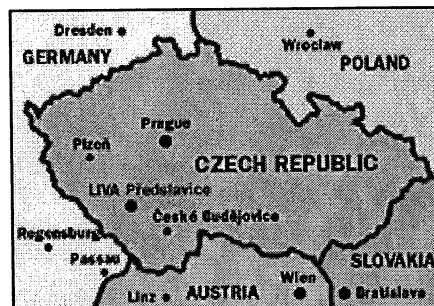 Dresden
GERMANY
Wroclaw
POLAND
Prague
Plzeň
CZECH REPUBLIC
LIVA Předslavice
České Budějovice
Regensburg
SLOVAKIA
Passau
Wien
Linz
AUSTRIA
Bratislava